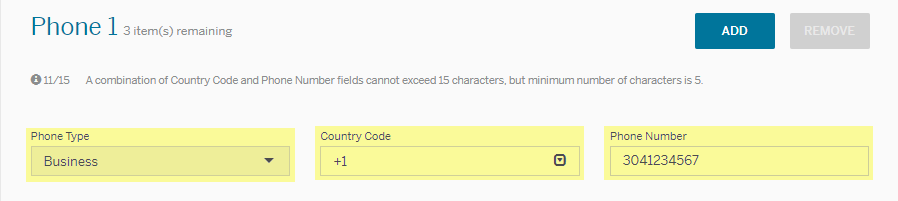 Phone 1 3 item(s) remaining
ADD
REMOVE
11/15 A combination of Country Code and Phone Number fields cannot exceed 15 characters, but minimum number of characters is 5.
Phone Type
Country Code
Phone Number
Business
+1
3041234567